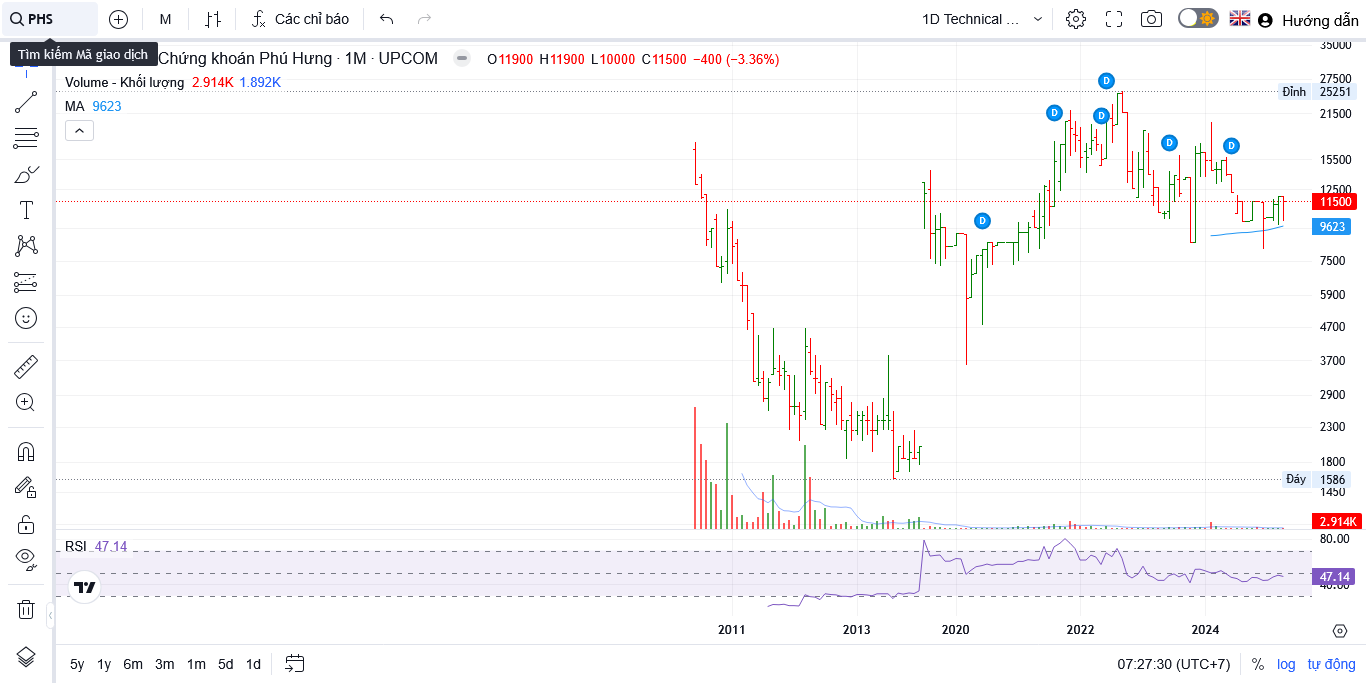 PHS
M
Các chỉ báo
1D Technical ...
Hướng dẫn
Tìm kiếm Mã giao dịch
Chứng khoán Phú Hưng · 1M · UPCOM
O11900 H11900 L10000 C11500 −400 (−3.36%)
Volume - Khối lượng 2.914K 1.892K
MA 9623
D
D
D
D
D
D
35000
27500
Đỉnh 25251
21500
15500
12500
11500
9623
7500
5900
4700
3700
2900
2300
1800
Đáy 1586
1450
2.914K
RSI 47.14
80.00
47.14
40.00
2011
2013
2020
2022
2024
5y 1y 6m 3m 1m 5d 1d
07:27:30 (UTC+7)
% log tự động